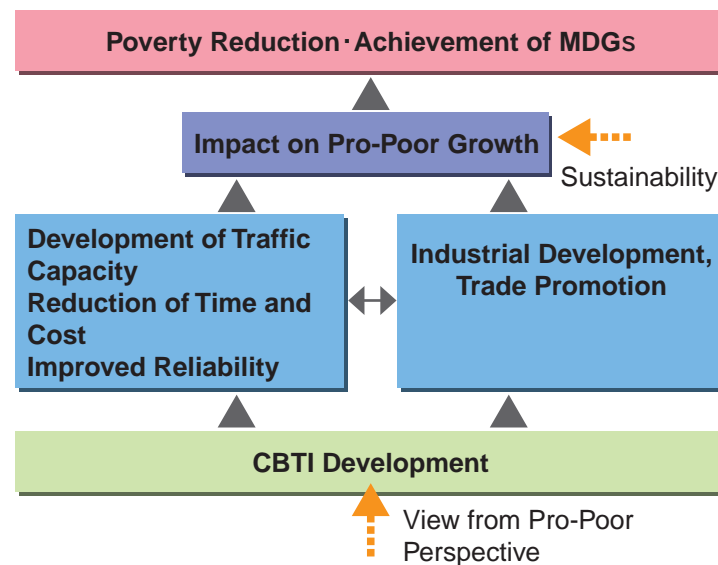 Poverty Reduction·Achievement of MDGs
Impact on Pro-Poor Growth
Sustainability
Development of Traffic
Capacity
Reduction of Time and
Cost
Improved Reliability
Industrial Development,
Trade Promotion
CBTI Development
View from Pro-Poor
Perspective